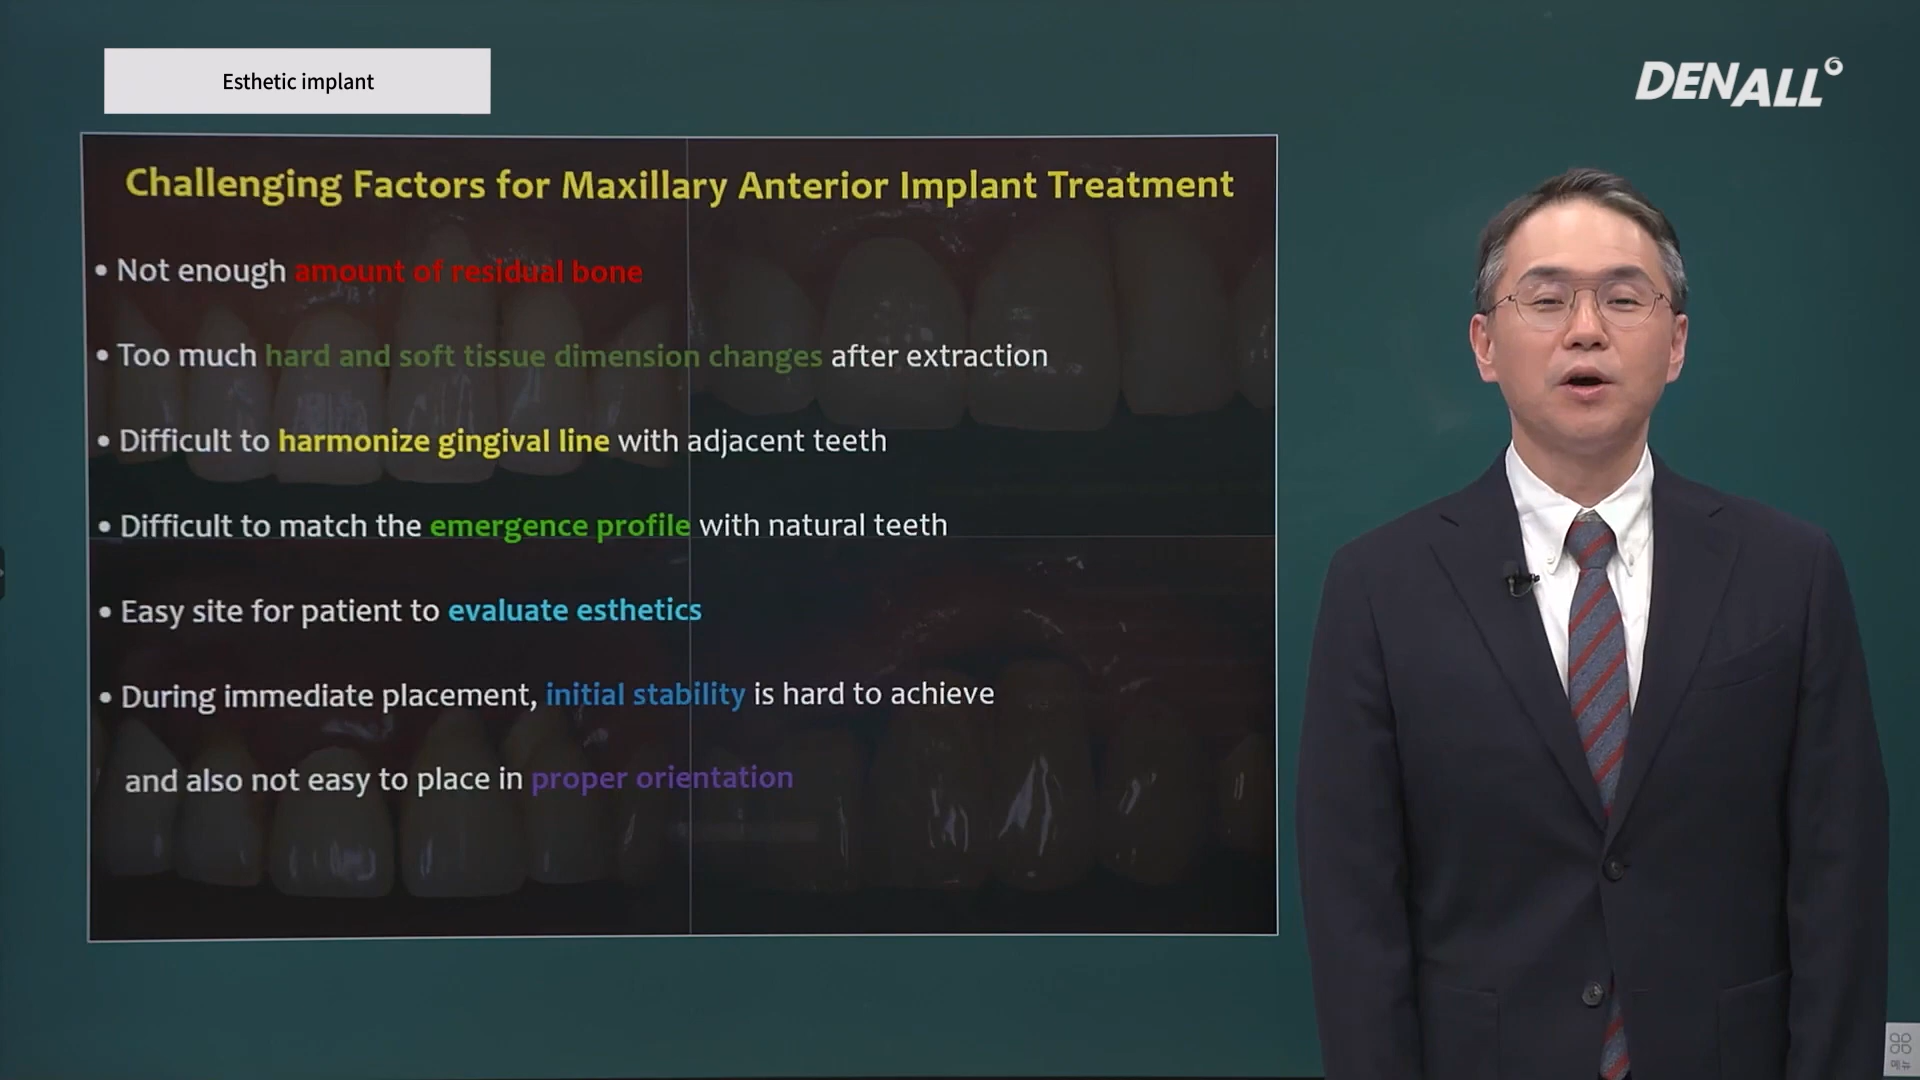 Esthetic implant
DENALL
Challenging Factors for Maxillary Anterior Implant Treatment
• Not enough amount of residual bone
• Too much hard and soft tissue dimension changes after extraction
• Difficult to harmonize gingival line with adjacent teeth
• Difficult to match the emergence profile with natural teeth
• Easy site for patient to evaluate esthetics
• During immediate placement, initial stability is hard to achieve
and also not easy to place in proper orientation
메뉴